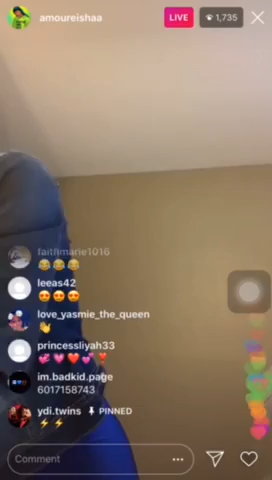 amoureishaa
LIVE
1,735
faithmarie1016
😂😂😂
leeas42
😍😍😍
love_yasmie_the_queen
👋
princessliyah33
💞💗❤️💕❣️
im.badkid.page
6017158743
ydi.twins PINNED
⚡⚡
Comment